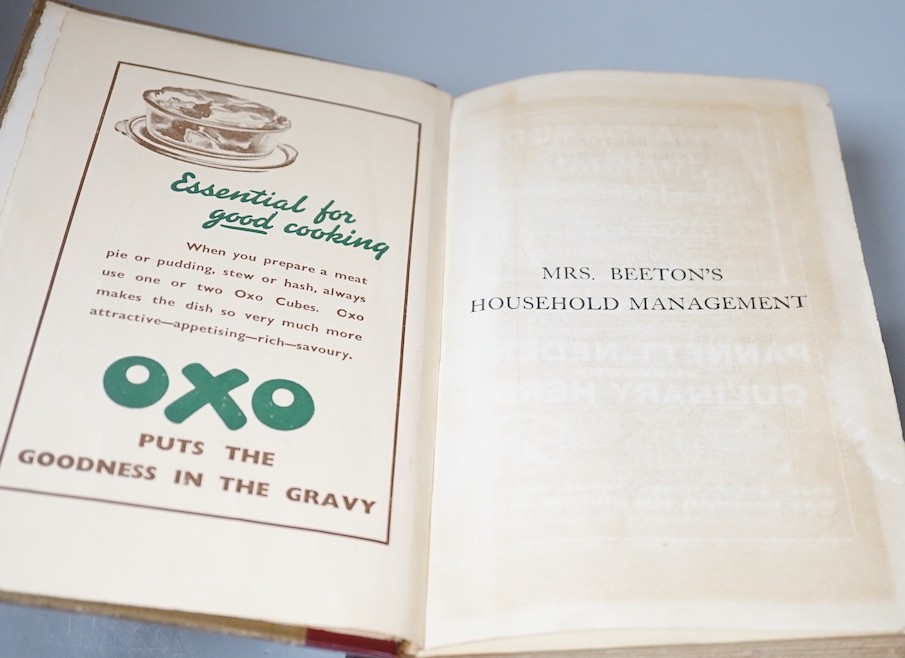 Essential for
good cooking
When you prepare a meat
pie or pudding, stew or hash, always
use one or two Oxo Cubes. Oxo
makes the dish so very much more
attractive—appetising—rich—savoury.
OXO
PUTS THE
GOODNESS IN THE GRAVY
MRS. BEETON'S
HOUSEHOLD MANAGEMENT